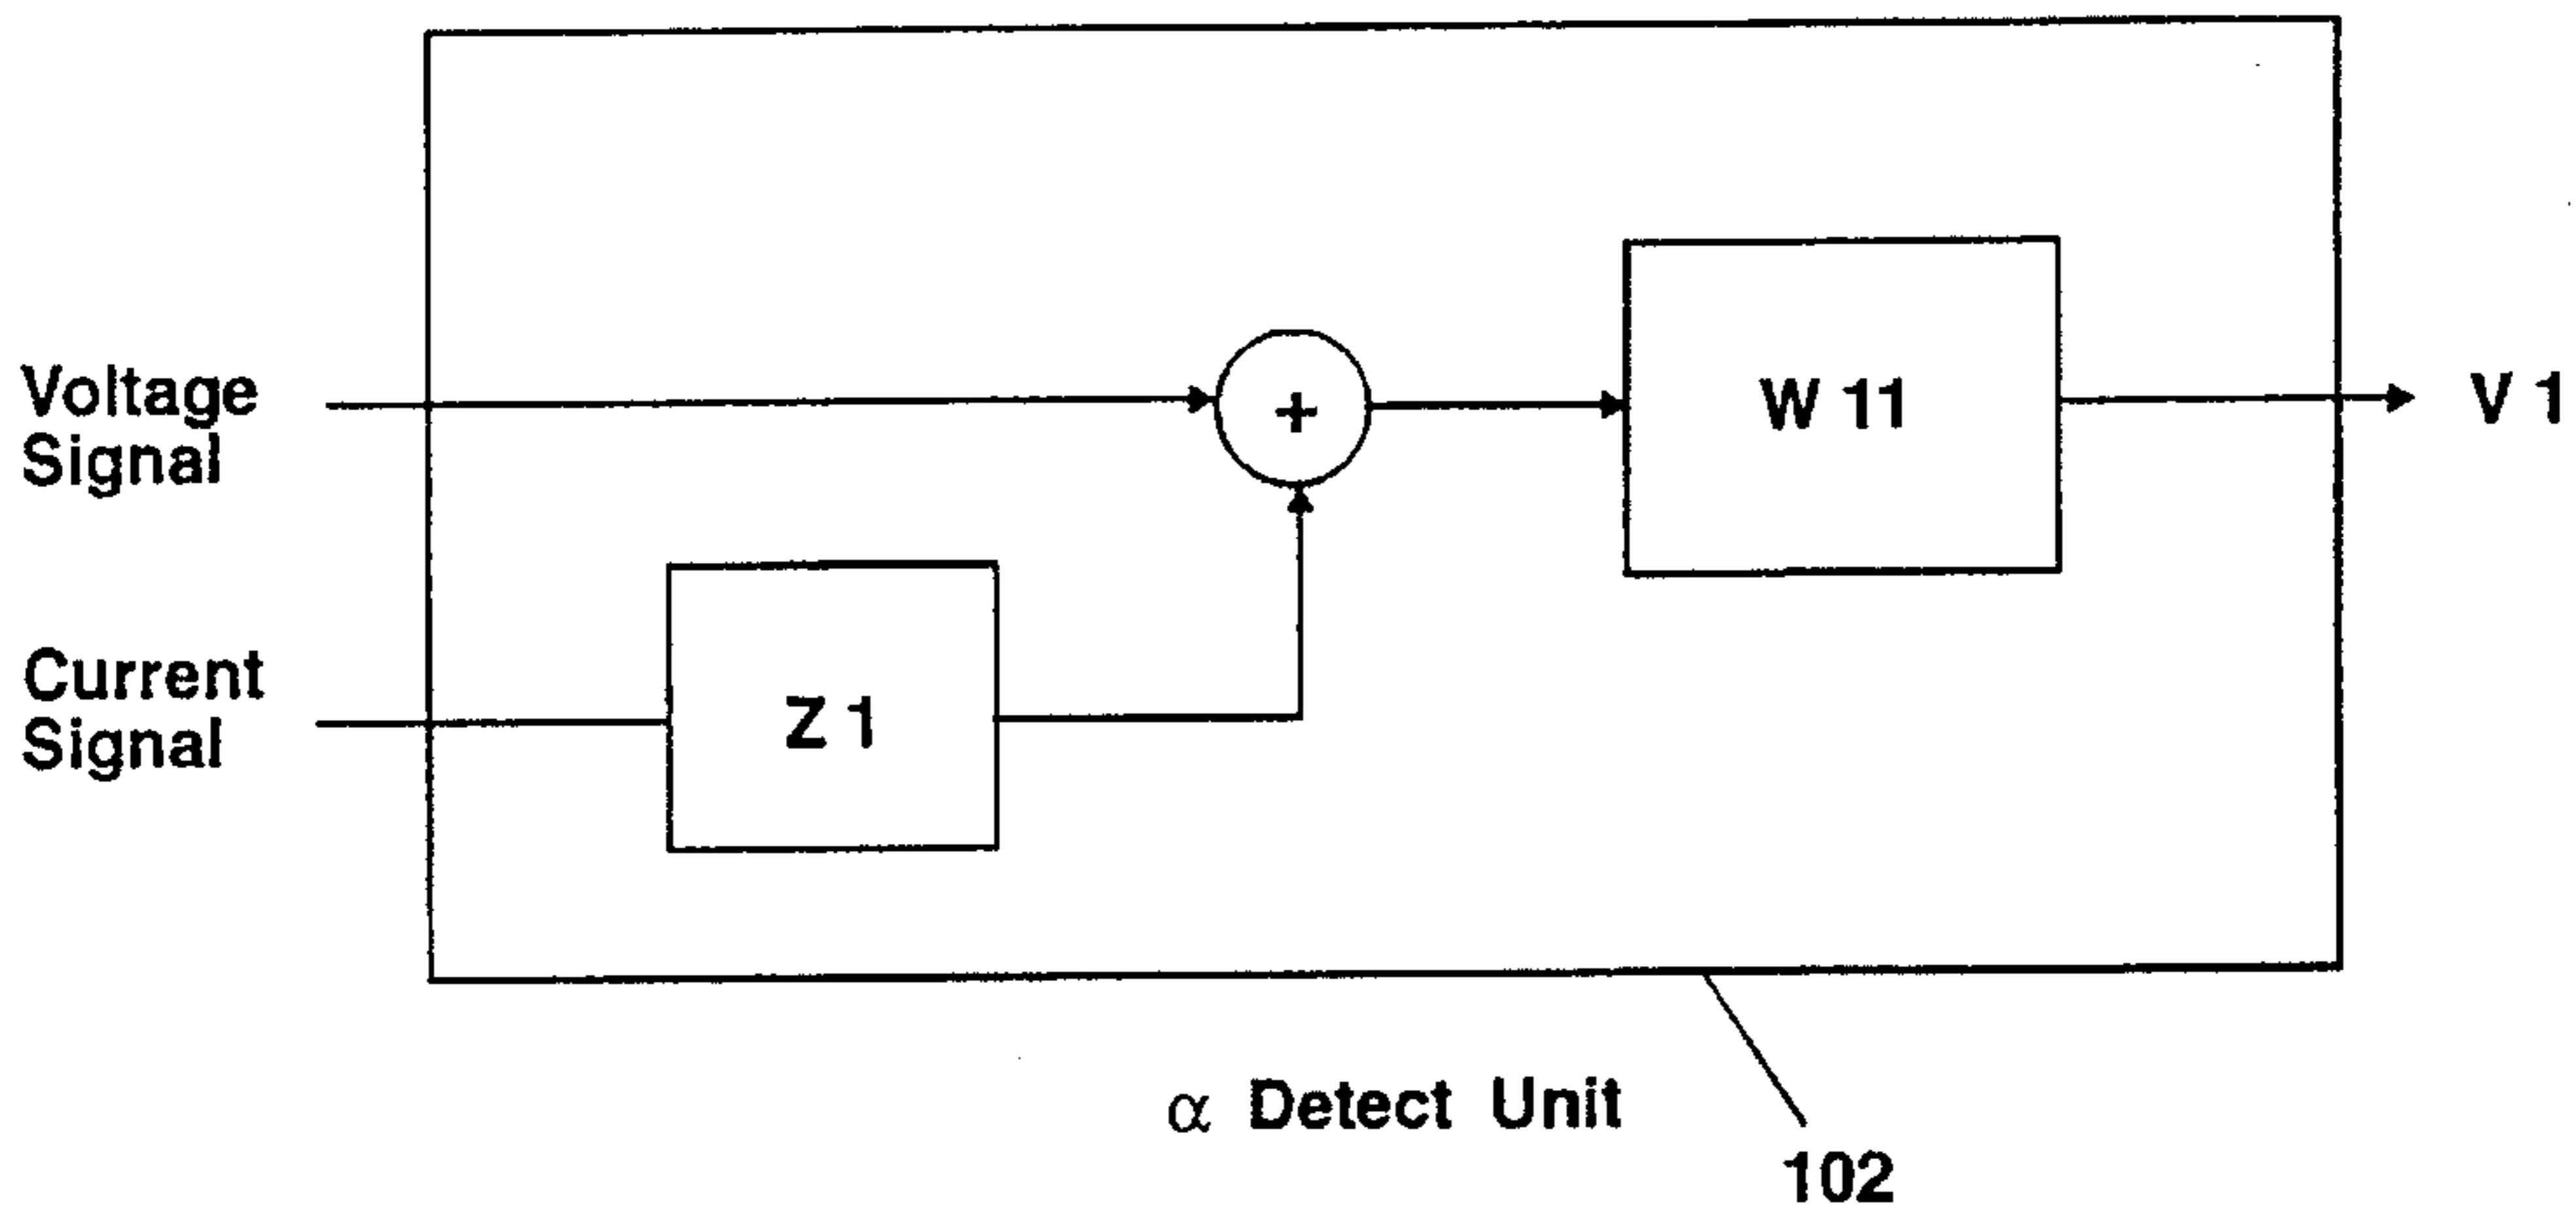 Voltage
Signal
+
W 11
V 1
Current
Signal
Z 1
α Detect Unit
102